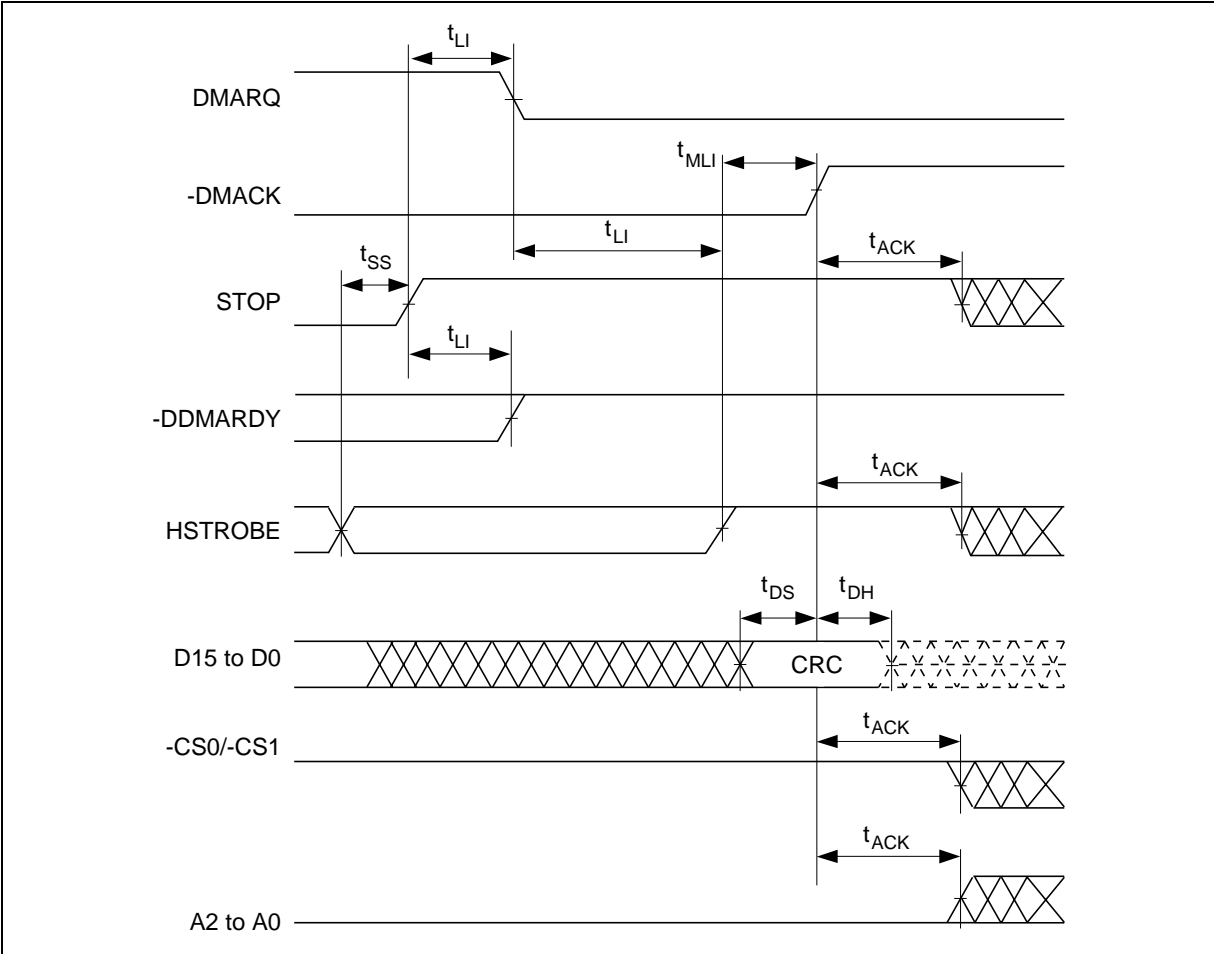 tLI
DMARQ
tMLI
-DMACK
tLI
tSS
tACK
STOP
tLI
-DDMARDY
tACK
HSTROBE
tDS
tDH
D15 to D0
CRC
-CS0/-CS1
tACK
tACK
A2 to A0